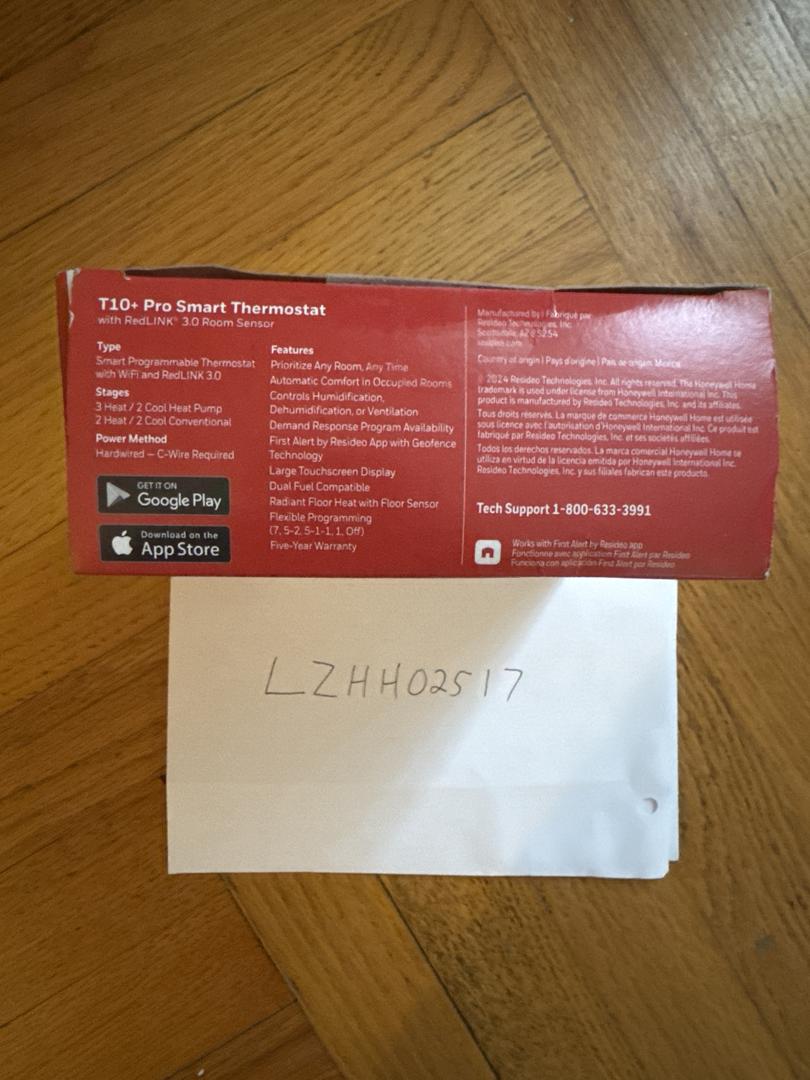 T10+ Pro Smart Thermostat
with RedLINK® 3.0 Room Sensor
Type
Smart Programmable Thermostat
with WiFi and RedLINK 3.0
Stages
3 Heat / 2 Cool Heat Pump
2 Heat / 2 Cool Conventional
Power Method
Hardwired – C-Wire Required
GET IT ON
Google Play
Download on the
App Store
Features
Prioritize Any Room, Any Time
Automatic Comfort in Occupied Rooms
Controls Humidification,
Dehumidification, or Ventilation
Demand Response Program Availability
First Alert by Resideo App with Geofence
Technology
Large Touchscreen Display
Dual Fuel Compatible
Radiant Floor Heat with Floor Sensor
Flexible Programming
(7, 5-2, 5-1-1, 1, Off)
Five-Year Warranty
Manufactured by | Fabriqué par
Resideo Technologies, Inc.
Scottsdale, AZ 85254
resideo.com
Country of origin | Pays d'origine | País de origen: Mexico
© 2024 Resideo Technologies, Inc. All rights reserved. The Honeywell Home
trademark is used under license from Honeywell International Inc. This
product is manufactured by Resideo Technologies, Inc. and its affiliates.
Tous droits réservés. La marque de commerce Honeywell Home est utilisée
sous licence avec l'autorisation d'Honeywell International Inc. Ce produit est
fabriqué par Resideo Technologies, Inc. et ses sociétés affiliées.
Todos los derechos reservados. La marca comercial Honeywell Home se
utiliza en virtud de la licencia emitida por Honeywell International Inc.
Resideo Technologies, Inc. y sus filiales fabrican este producto.
Tech Support 1-800-633-3991
Works with First Alert by Resideo app
Fonctionne avec application First Alert par Resideo
Funciona con aplicación First Alert por Resideo
LZHH02517